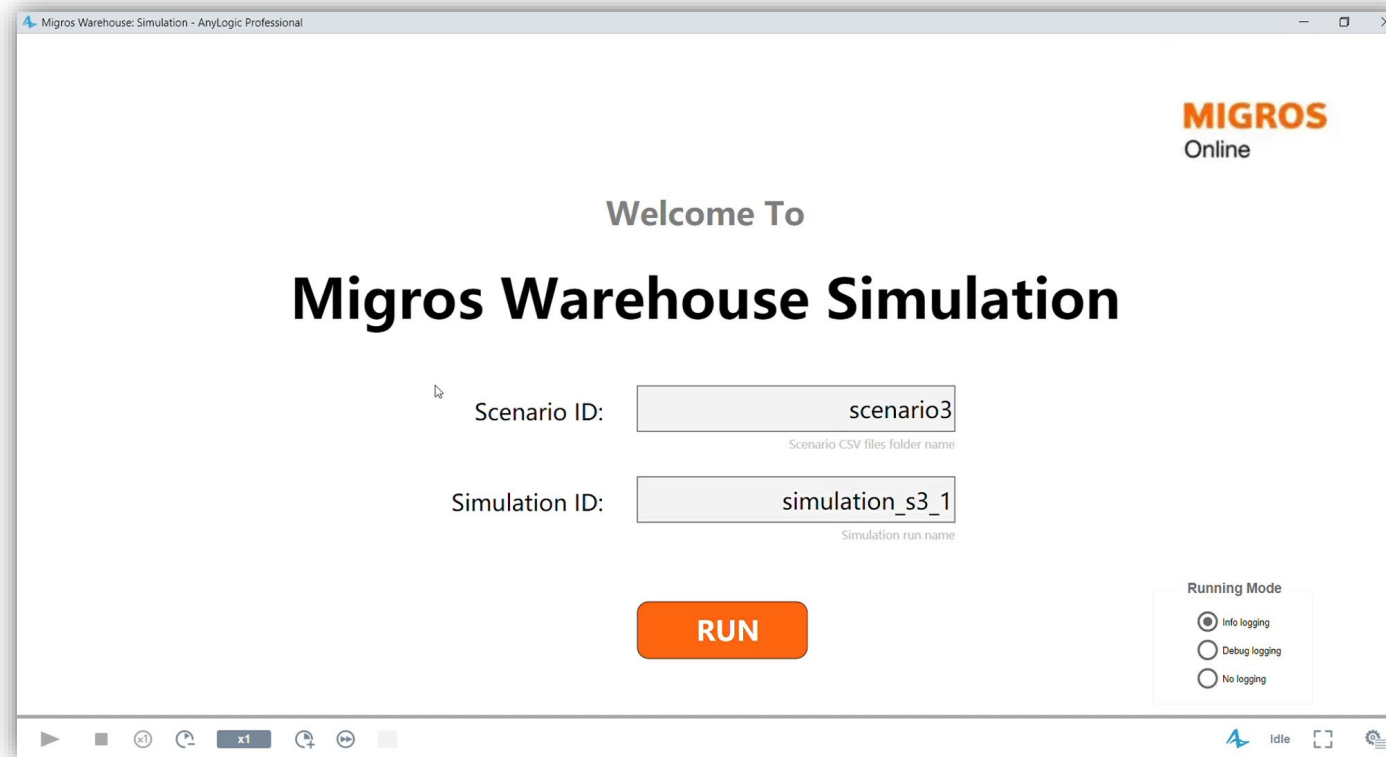 Migros Warehouse: Simulation - AnyLogic Professional
MIGROS
Online
Welcome To
Migros Warehouse Simulation
Scenario ID:
scenario3
Scenario CSV files folder name
Simulation ID:
simulation_s3_1
Simulation run name
RUN
Running Mode
Info logging
Debug logging
No logging
x1
x1
Idle